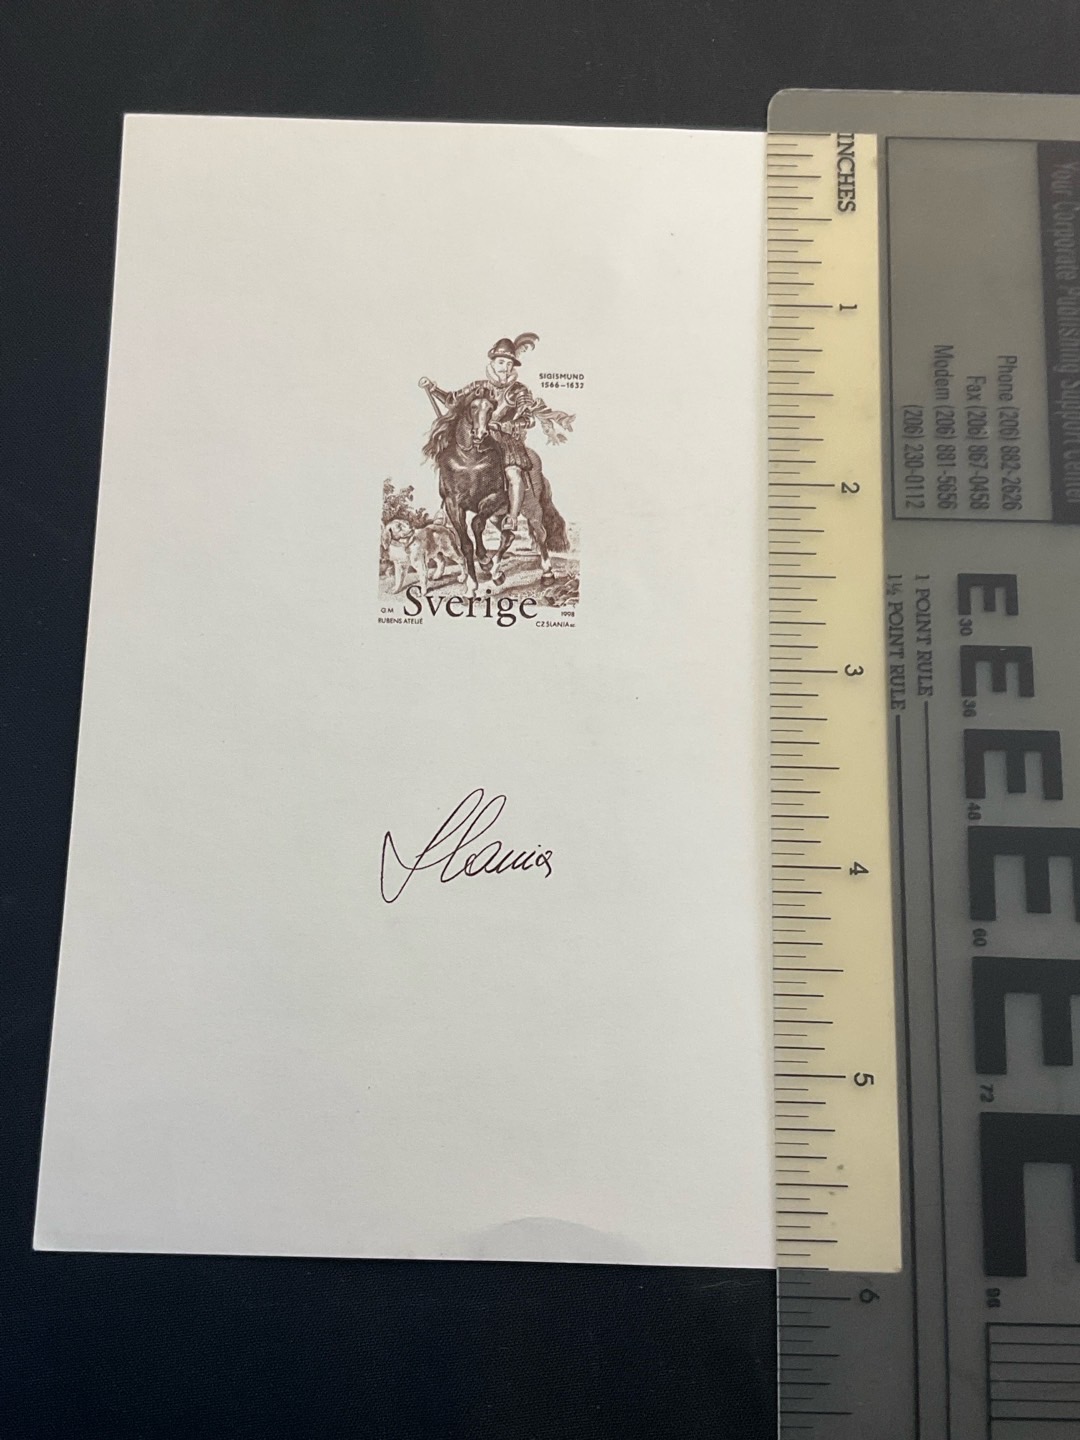 SIGISMUND
1566–1632
Sverige
G.M
RUBENS ATELJÉ
1998
CZ SLANIA sc
Slania
INCHES
1
2
3
4
5
6
Your Corporate Publishing Support Center
Phone (206) 882-2626
Fax (206) 867-0458
Modem (206) 881-5656
(206) 230-0112
1 POINT RULE
1½ POINT RULE
E 30
E 36
E 48
E 60
E 72
E 96